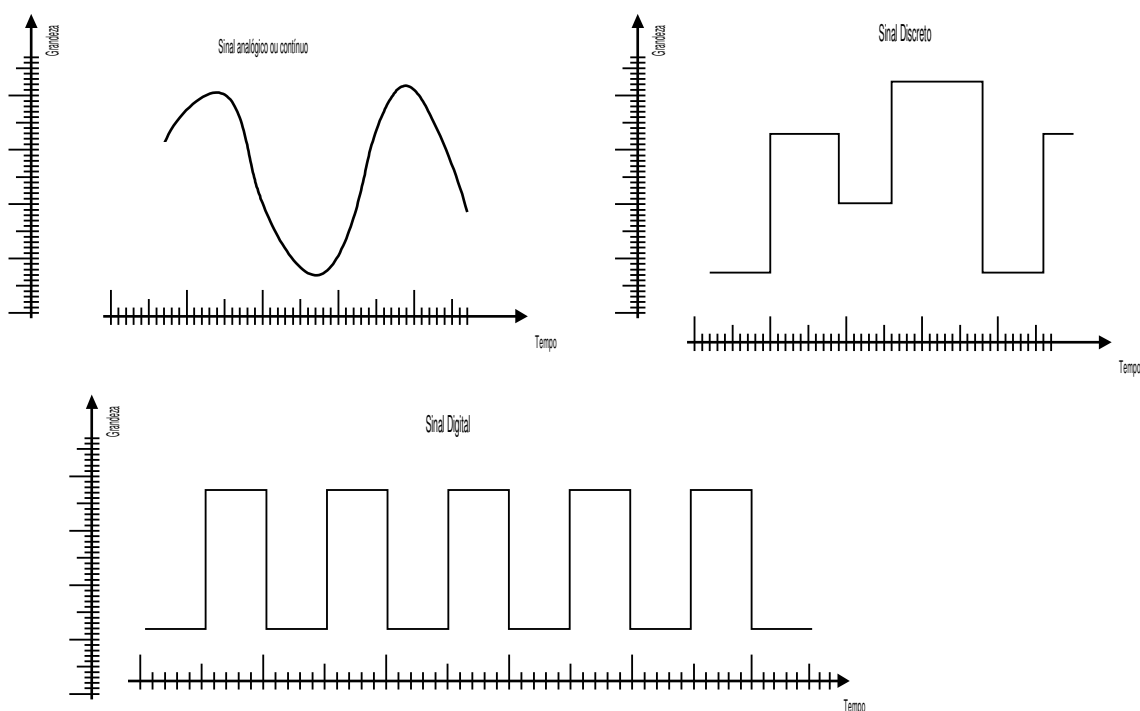 Grandeza
Sinal analógico ou contínuo
Tempo
Grandeza
Sinal Discreto
Tempo
Grandeza
Sinal Digital
Tempo